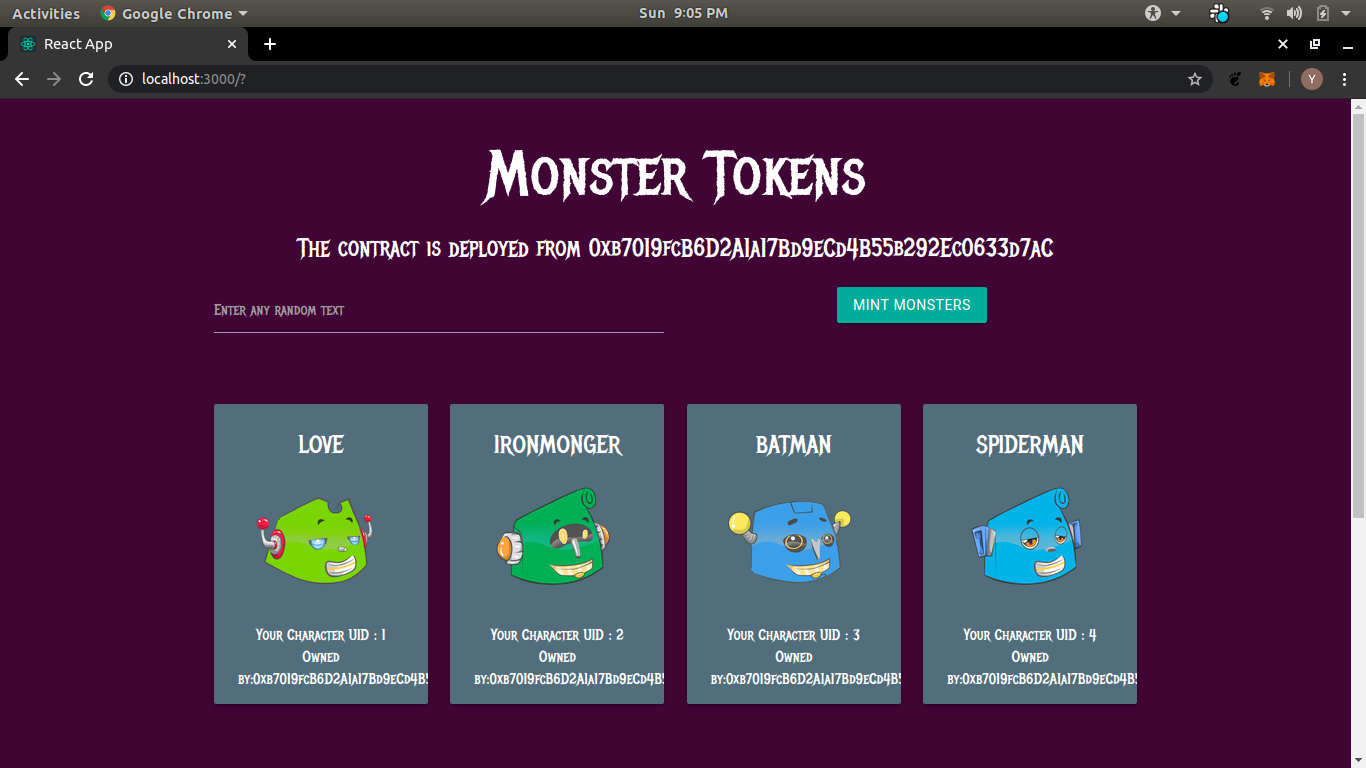 Activities Google Chrome Sun 9:05 PM
React App
localhost:3000/?
Y
Monster Tokens
The contract is deployed from 0xb7019fcB6D2A1a17Bd9eCd4B55b292Ec0633d7aC
Enter any random text
MINT MONSTERS
LOVE IRONMONGER BATMAN SPIDERMAN
Your Character UID : 1 Your Character UID : 2 Your Character UID : 3 Your Character UID : 4
Owned Owned Owned Owned
by:0xb7019fcB6D2A1a17Bd9eCd4B5 by:0xb7019fcB6D2A1a17Bd9eCd4B5 by:0xb7019fcB6D2A1a17Bd9eCd4B5 by:0xb7019fcB6D2A1a17Bd9eCd4B5